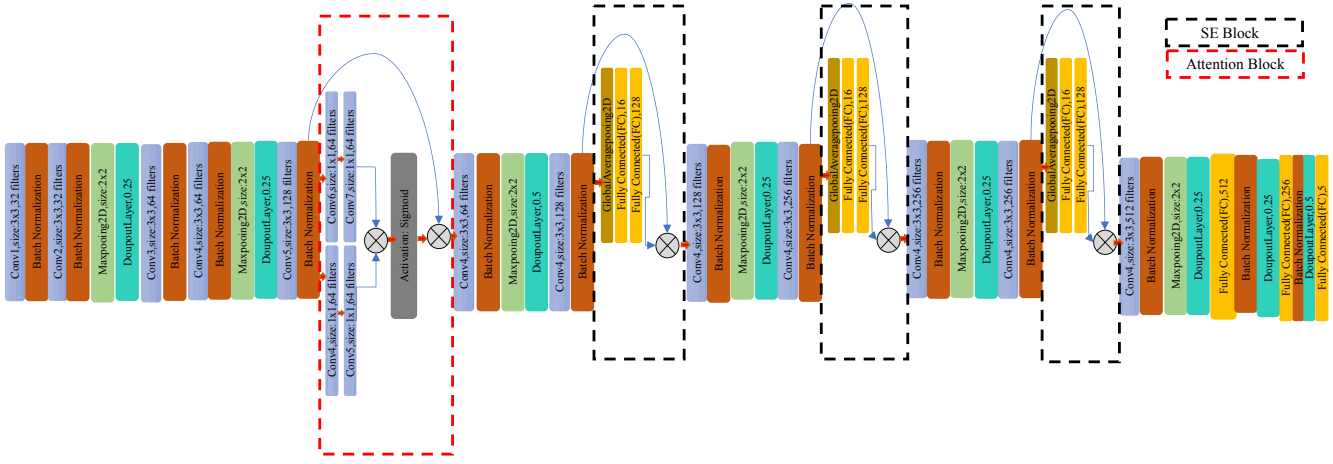 SE Block
Attention Block
Conv1,size:3x3,32 filters
Batch Normalization
Conv2,size:3x3,32 filters
Batch Normalization
Maxpooing2D,size:2x2
DoupoutLayer,0.25
Conv3,size:3x3,64 filters
Batch Normalization
Conv4,size:3x3,64 filters
Batch Normalization
Maxpooing2D,size:2x2
DoupoutLayer,0.25
Conv5,size:3x3,128 filters
Batch Normalization
Conv6,size:1x1,64 filters
Conv7,size:1x1,64 filters
Conv4,size:1x1,64 filters
Conv5,size:1x1,64 filters
Activation Sigmoid
Conv4,size:3x3,64 filters
Batch Normalization
Maxpooing2D,size:2x2
DoupoutLayer,0.5
Conv4,size:3x3,128 filters
Batch Normalization
GlobalAveragepooing2D
Fully Connected(FC),16
Fully Connected(FC),128
Conv4,size:3x3,128 filters
Batch Normalization
Maxpooing2D,size:2x2
DoupoutLayer,0.25
Conv4,size:3x3,256 filters
Batch Normalization
GlobalAveragepooing2D
Fully Connected(FC),16
Fully Connected(FC),128
Conv4,size:3x3,256 filters
Batch Normalization
Maxpooing2D,size:2x2
DoupoutLayer,0.25
Conv4,size:3x3,256 filters
Batch Normalization
GlobalAveragepooing2D
Fully Connected(FC),16
Fully Connected(FC),128
Conv4,size:3x3,512 filters
Batch Normalization
Maxpooing2D,size:2x2
DoupoutLayer,0.25
Fully Connected(FC),512
Batch Normalization
DoupoutLayer,0.25
Fully Connected(FC),256
Batch Normalization
DoupoutLayer,0.5
Fully Connected(FC),5